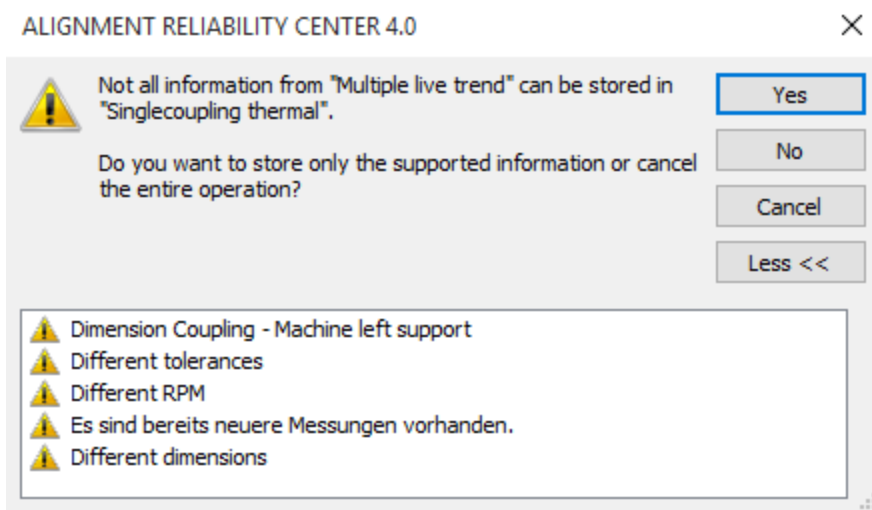 ALIGNMENT RELIABILITY CENTER 4.0
Not all information from "Multiple live trend" can be stored in
"Singlecoupling thermal".
Do you want to store only the supported information or cancel
the entire operation?
Yes
No
Cancel
Less <<
Dimension Coupling - Machine left support
Different tolerances
Different RPM
Es sind bereits neuere Messungen vorhanden.
Different dimensions